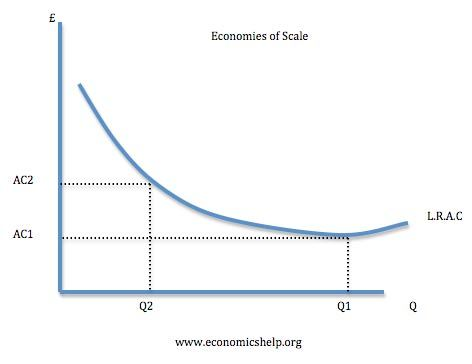 £
Economies of Scale
AC2
AC1
L.R.A.C
Q2
Q1
Q
www.economicshelp.org